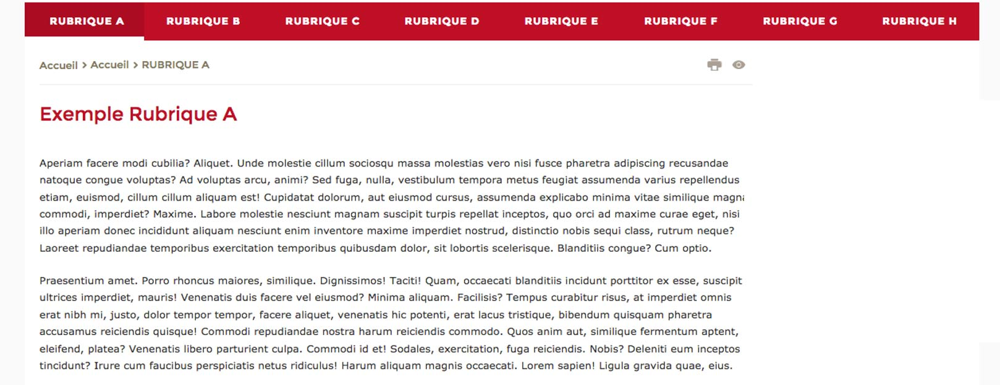 RUBRIQUE A RUBRIQUE B RUBRIQUE C RUBRIQUE D RUBRIQUE E RUBRIQUE F RUBRIQUE G RUBRIQUE H
Accueil > Accueil > RUBRIQUE A
Exemple Rubrique A
Aperiam facere modi cubilia? Aliquet. Unde molestie cillum sociosqu massa molestias vero nisi fusce pharetra adipiscing recusandae
natoque congue voluptas? Ad voluptas arcu, animi? Sed fuga, nulla, vestibulum tempora metus feugiat assumenda varius repellendus
etiam, euismod, cillum cillum aliquam est! Cupidatat dolorum, aut eiusmod cursus, assumenda explicabo minima vitae similique magna
commodi, imperdiet? Maxime. Labore molestie nesciunt magnam suscipit turpis repellat inceptos, quo orci ad maxime curae eget, nisi
illo aperiam donec incididunt aliquam nesciunt enim inventore maxime imperdiet nostrud, distinctio nobis sequi class, rutrum neque?
Laoreet repudiandae temporibus exercitation temporibus quibusdam dolor, sit lobortis scelerisque. Blanditiis congue? Cum optio.
Praesentium amet. Porro rhoncus maiores, similique. Dignissimos! Taciti! Quam, occaecati blanditiis incidunt porttitor ex esse, suscipit
ultrices imperdiet, mauris! Venenatis duis facere vel eiusmod? Minima aliquam. Facilisis? Tempus curabitur risus, at imperdiet omnis
erat nibh mi, justo, dolor tempor tempor, facere aliquet, venenatis hic potenti, erat lacus tristique, bibendum quisquam pharetra
accusamus reiciendis quisque! Commodi repudiandae nostra harum reiciendis commodo. Quos anim aut, similique fermentum aptent,
eleifend, platea? Venenatis libero parturient culpa. Commodi id et! Sodales, exercitation, fuga reiciendis. Nobis? Deleniti eum inceptos
tincidunt? Irure cum faucibus perspiciatis netus ridiculus! Harum aliquam magnis occaecati. Lorem sapien! Ligula gravida quae, eius.